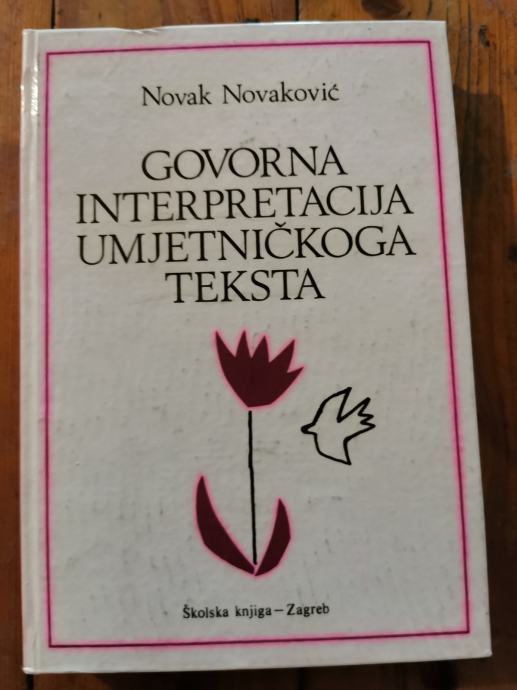 Novak Novaković
GOVORNA
INTERPRETACIJA
UMJETNIČKOGA
TEKSTA
Školska knjiga – Zagreb